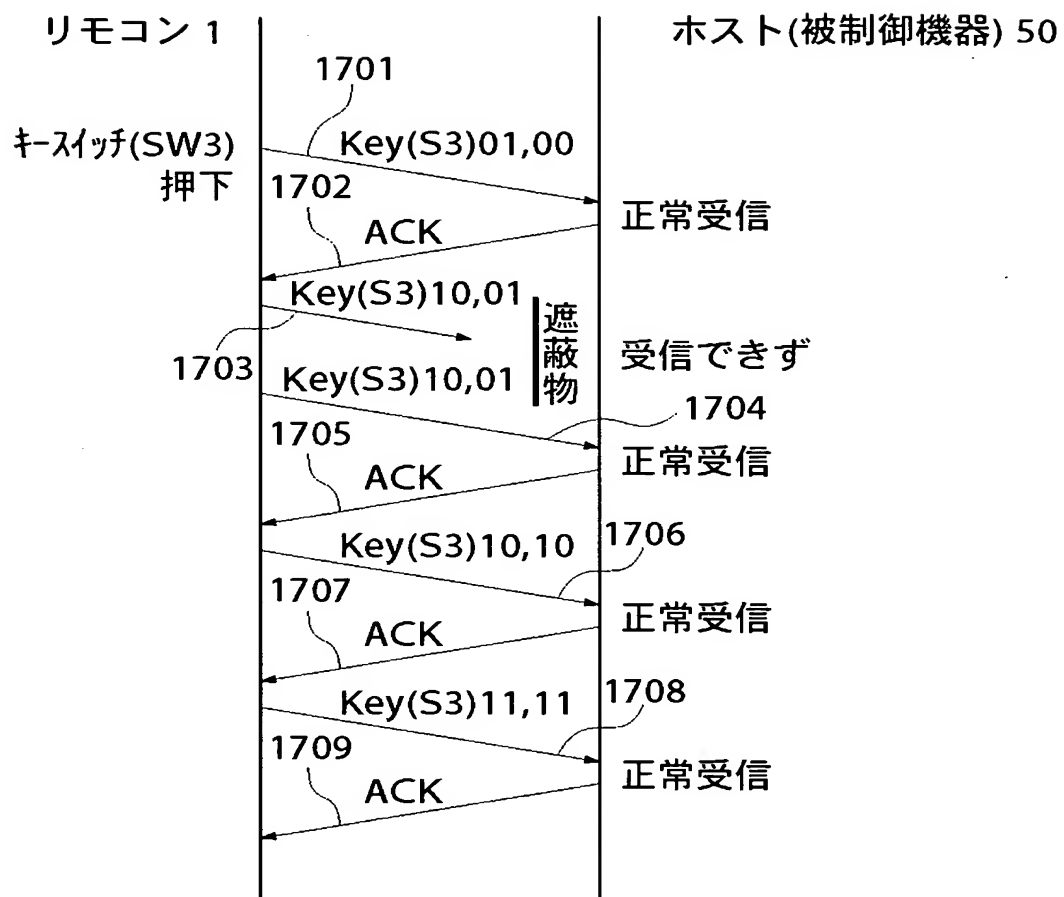 リモコン 1
ホスト(被制御機器) 50
1701
キースイッチ(SW3)
押下
Key(S3)01,00
1702
正常受信
ACK
Key(S3)10,01
遮蔽物
1703
受信できず
Key(S3)10,01
1704
1705
正常受信
ACK
Key(S3)10,10
1706
1707
正常受信
ACK
Key(S3)11,11
1708
1709
正常受信
ACK